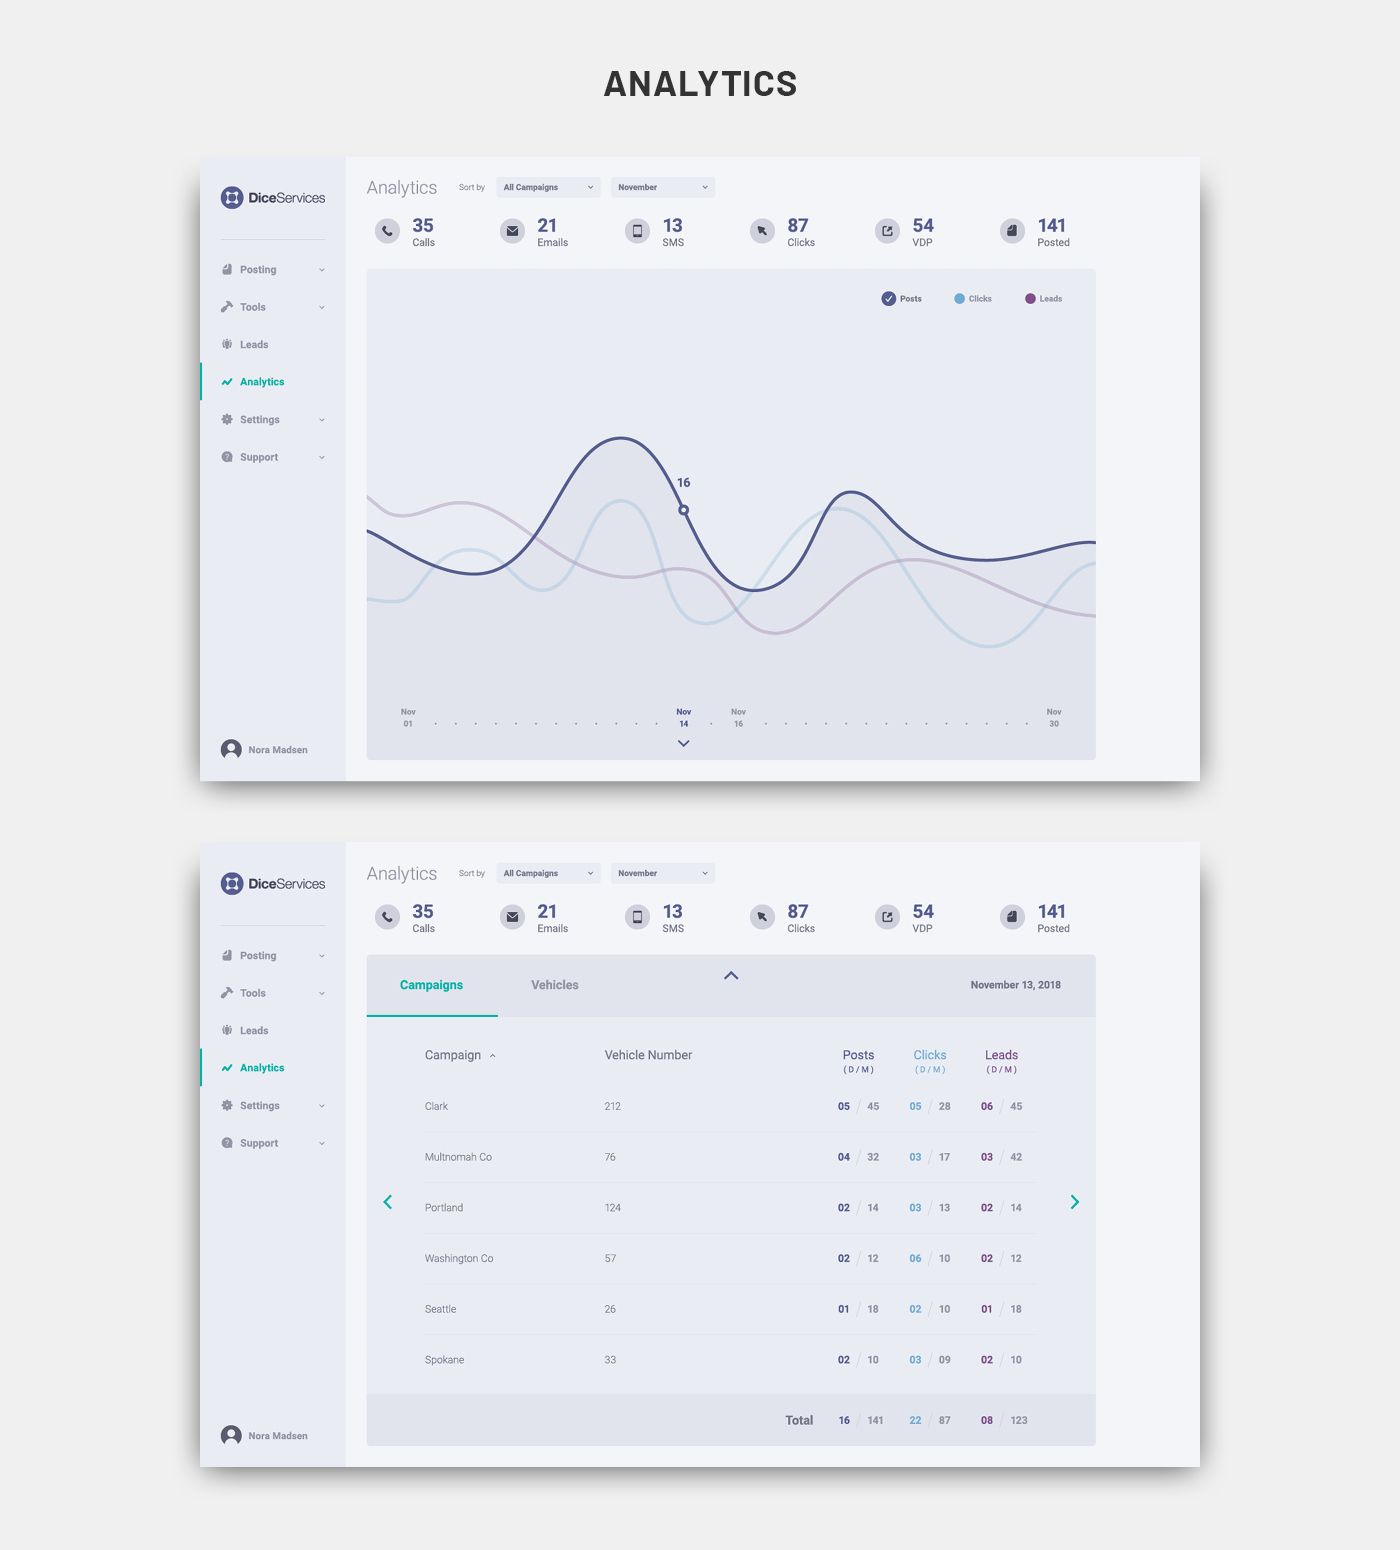 ANALYTICS
DiceServices
Posting
Tools
Leads
Analytics
Settings
Support
Nora Madsen
Analytics Sort by All Campaigns November
35 21 13 87 54 141
Calls Emails SMS Clicks VDP Posted
Posts Clicks Leads
16
Nov Nov Nov Nov
01 14 16 30
DiceServices
Posting
Tools
Leads
Analytics
Settings
Support
Nora Madsen
Analytics Sort by All Campaigns November
35 21 13 87 54 141
Calls Emails SMS Clicks VDP Posted
Campaigns Vehicles November 13, 2018
Campaign Vehicle Number Posts Clicks Leads
(D/M) (D/M) (D/M)
Clark 212 05 / 45 05 / 28 06 / 45
Multnomah Co 76 04 / 32 03 / 17 03 / 42
Portland 124 02 / 14 03 / 13 02 / 14
Washington Co 57 02 / 12 06 / 10 02 / 12
Seattle 26 01 / 18 02 / 10 01 / 18
Spokane 33 02 / 10 03 / 09 02 / 10
Total 16 / 141 22 / 87 08 / 123